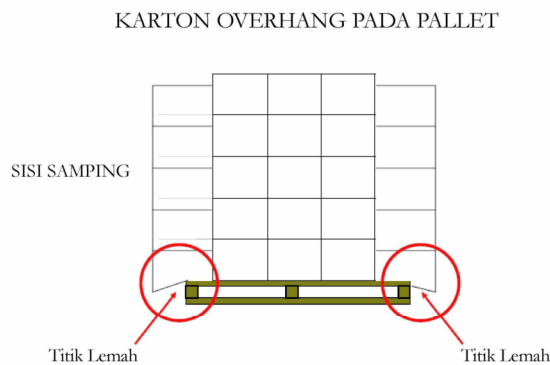 KARTON OVERHANG PADA PALLET
SISI SAMPING
Titik Lemah
Titik Lemah